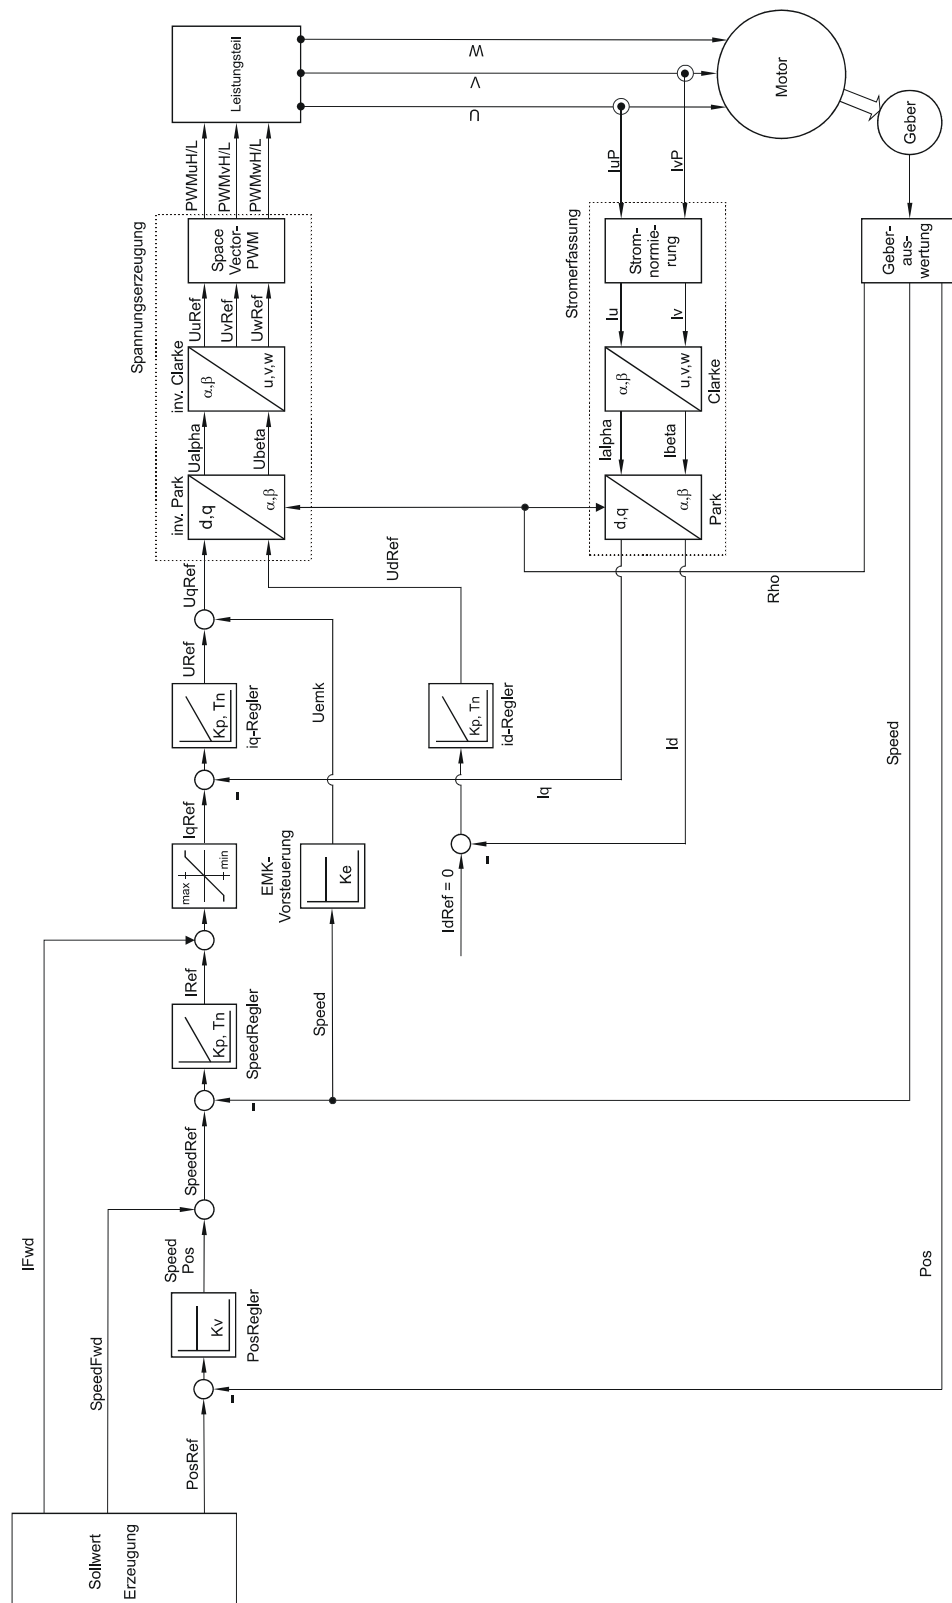 Sollwert
Erzeugung
IFwd
SpeedFwd
PosRef
Kv
PosRegler
Speed
Pos
SpeedRef
Kp, Tn
SpeedRegler
IRef
max
min
IqRef
Kp, Tn
iq-Regler
URef
UqRef
Speed
EMK-
Vorsteuerung
Ke
Uemk
IdRef = 0
Kp, Tn
id-Regler
UdRef
Spannungserzeugung
inv. Park
d,q
α,β
Ualpha
Ubeta
inv. Clarke
α,β
u,v,w
UuRef
UvRef
UwRef
Space
Vector-
PWM
PWMuH/L
PWMvH/L
PWMwH/L
Leistungsteil
W
V
U
Stromerfassung
IuP
IvP
Strom-
normie-
rung
Iu
Iv
α,β
u,v,w
Clarke
Ialpha
Ibeta
d,q
α,β
Park
Iq
Id
Rho
Speed
Pos
Motor
Geber
Geber-
aus-
wertung